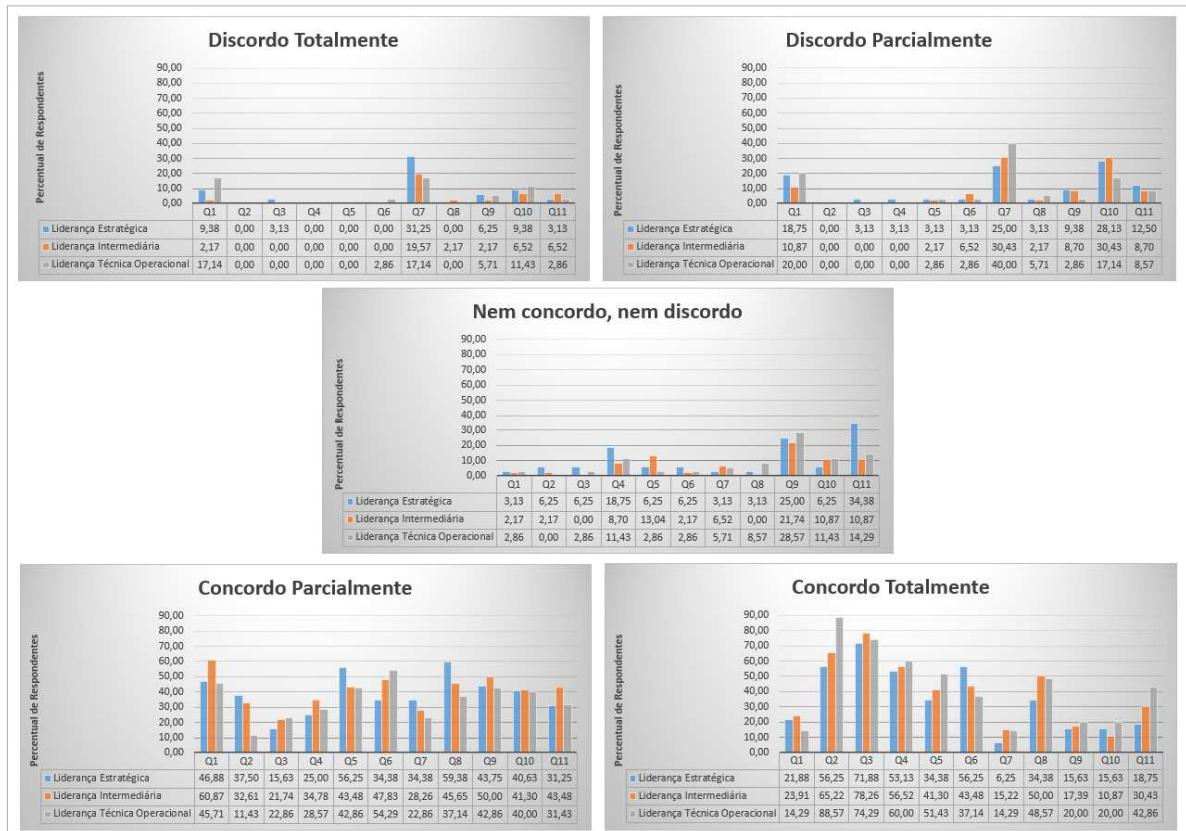 Discordo Totalmente
Percentual de Respondentes
90,00
80,00
70,00
60,00
50,00
40,00
30,00
20,00
10,00
0,00
Q1 Q2 Q3 Q4 Q5 Q6 Q7 Q8 Q9 Q10 Q11
Liderança Estratégica 9,38 0,00 3,13 0,00 0,00 0,00 31,25 0,00 6,25 9,38 3,13
Liderança Intermediária 2,17 0,00 0,00 0,00 0,00 0,00 19,57 2,17 2,17 6,52 6,52
Liderança Técnica Operacional 17,14 0,00 0,00 0,00 0,00 2,86 17,14 0,00 5,71 11,43 2,86
Discordo Parcialmente
Percentual de Respondentes
90,00
80,00
70,00
60,00
50,00
40,00
30,00
20,00
10,00
0,00
Q1 Q2 Q3 Q4 Q5 Q6 Q7 Q8 Q9 Q10 Q11
Liderança Estratégica 18,75 0,00 3,13 3,13 3,13 3,13 25,00 3,13 9,38 28,13 12,50
Liderança Intermediária 10,87 0,00 0,00 0,00 2,17 6,52 30,43 2,17 8,70 30,43 8,70
Liderança Técnica Operacional 20,00 0,00 0,00 0,00 2,86 2,86 40,00 5,71 2,86 17,14 8,57
Nem concordo, nem discordo
Percentual de Respondentes
90,00
80,00
70,00
60,00
50,00
40,00
30,00
20,00
10,00
0,00
Q1 Q2 Q3 Q4 Q5 Q6 Q7 Q8 Q9 Q10 Q11
Liderança Estratégica 3,13 6,25 6,25 18,75 6,25 6,25 3,13 3,13 25,00 6,25 34,38
Liderança Intermediária 2,17 2,17 0,00 8,70 13,04 2,17 6,52 0,00 21,74 10,87 10,87
Liderança Técnica Operacional 2,86 0,00 2,86 11,43 2,86 2,86 5,71 8,57 28,57 11,43 14,29
Concordo Parcialmente
Percentual de Respondentes
90,00
80,00
70,00
60,00
50,00
40,00
30,00
20,00
10,00
0,00
Q1 Q2 Q3 Q4 Q5 Q6 Q7 Q8 Q9 Q10 Q11
Liderança Estratégica 46,88 37,50 15,63 25,00 56,25 34,38 34,38 59,38 43,75 40,63 31,25
Liderança Intermediária 60,87 32,61 21,74 34,78 43,48 47,83 28,26 45,65 50,00 41,30 43,48
Liderança Técnica Operacional 45,71 11,43 22,86 28,57 42,86 54,29 22,86 37,14 42,86 40,00 31,43
Concordo Totalmente
Percentual de Respondentes
90,00
80,00
70,00
60,00
50,00
40,00
30,00
20,00
10,00
0,00
Q1 Q2 Q3 Q4 Q5 Q6 Q7 Q8 Q9 Q10 Q11
Liderança Estratégica 21,88 56,25 71,88 53,13 34,38 56,25 6,25 34,38 15,63 15,63 18,75
Liderança Intermediária 23,91 65,22 78,26 56,52 41,30 43,48 15,22 50,00 17,39 10,87 30,43
Liderança Técnica Operacional 14,29 88,57 74,29 60,00 51,43 37,14 14,29 48,57 20,00 20,00 42,86